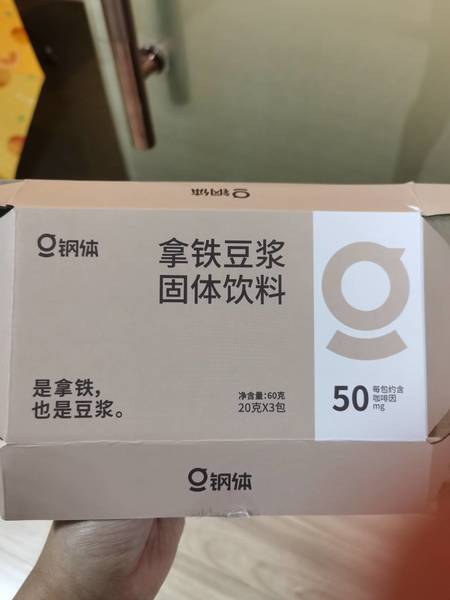 钢体
钢体
拿铁豆浆
固体饮料
是拿铁，
也是豆浆。
净含量:60克
20克X3包
50
每包约含
咖啡因
mg
钢体